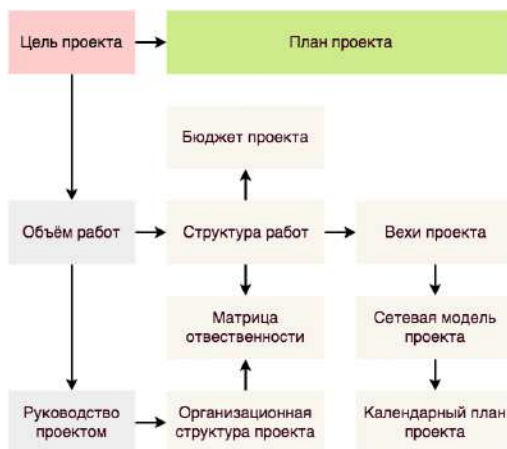 Цель проекта
План проекта
Бюджет проекта
Объём работ
Структура работ
Вехи проекта
Матрица
отвественности
Сетевая модель
проекта
Руководство
проектом
Организационная
структура проекта
Календарный план
проекта